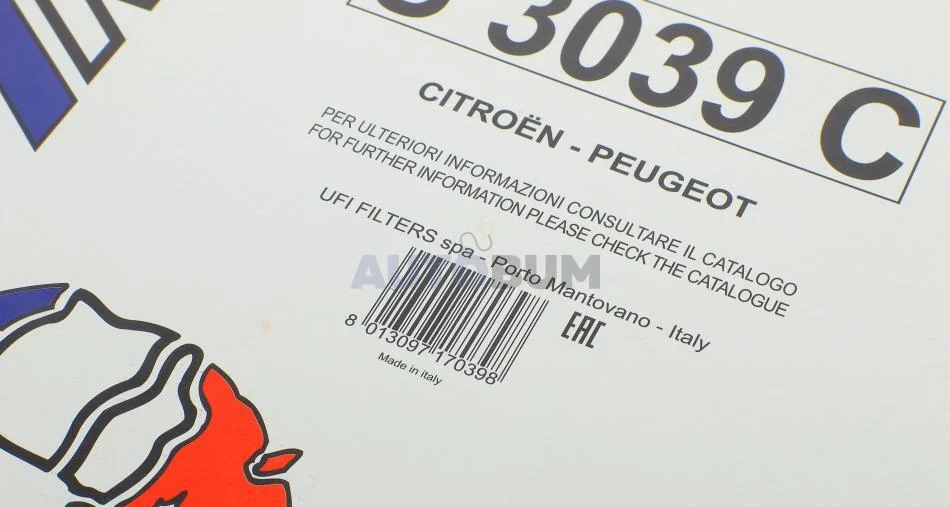 3039 C
CITROËN - PEUGEOT
PER ULTERIORI INFORMAZIONI CONSULTARE IL CATALOGO
FOR FURTHER INFORMATION PLEASE CHECK THE CATALOGUE
UFI FILTERS spa - Porto Mantovano - Italy
AUTOBUM
EAC
8 013097 170398
Made in italy